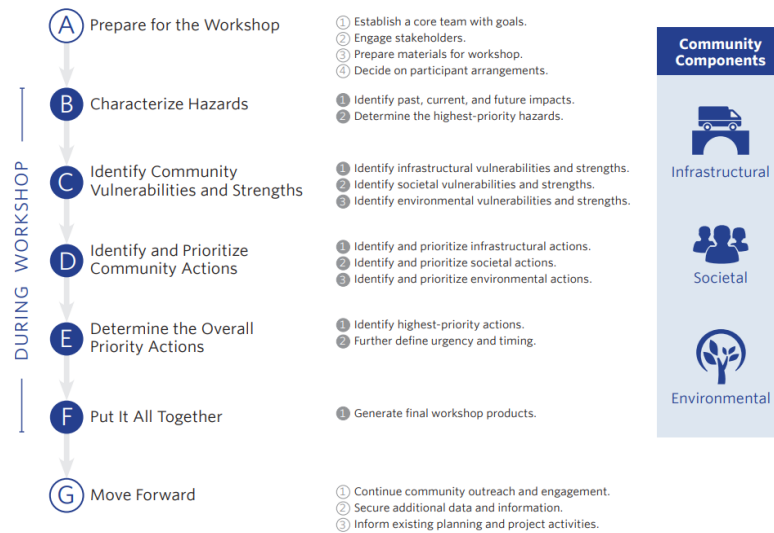 A Prepare for the Workshop
1 Establish a core team with goals.
2 Engage stakeholders.
3 Prepare materials for workshop.
4 Decide on participant arrangements.
DURING WORKSHOP
B Characterize Hazards
1 Identify past, current, and future impacts.
2 Determine the highest-priority hazards.
C Identify Community
Vulnerabilities and Strengths
1 Identify infrastructural vulnerabilities and strengths.
2 Identify societal vulnerabilities and strengths.
3 Identify environmental vulnerabilities and strengths.
D Identify and Prioritize
Community Actions
1 Identify and prioritize infrastructural actions.
2 Identify and prioritize societal actions.
3 Identify and prioritize environmental actions.
E Determine the Overall
Priority Actions
1 Identify highest-priority actions.
2 Further define urgency and timing.
F Put It All Together
1 Generate final workshop products.
G Move Forward
1 Continue community outreach and engagement.
2 Secure additional data and information.
3 Inform existing planning and project activities.
Community
Components
Infrastructural
Societal
Environmental